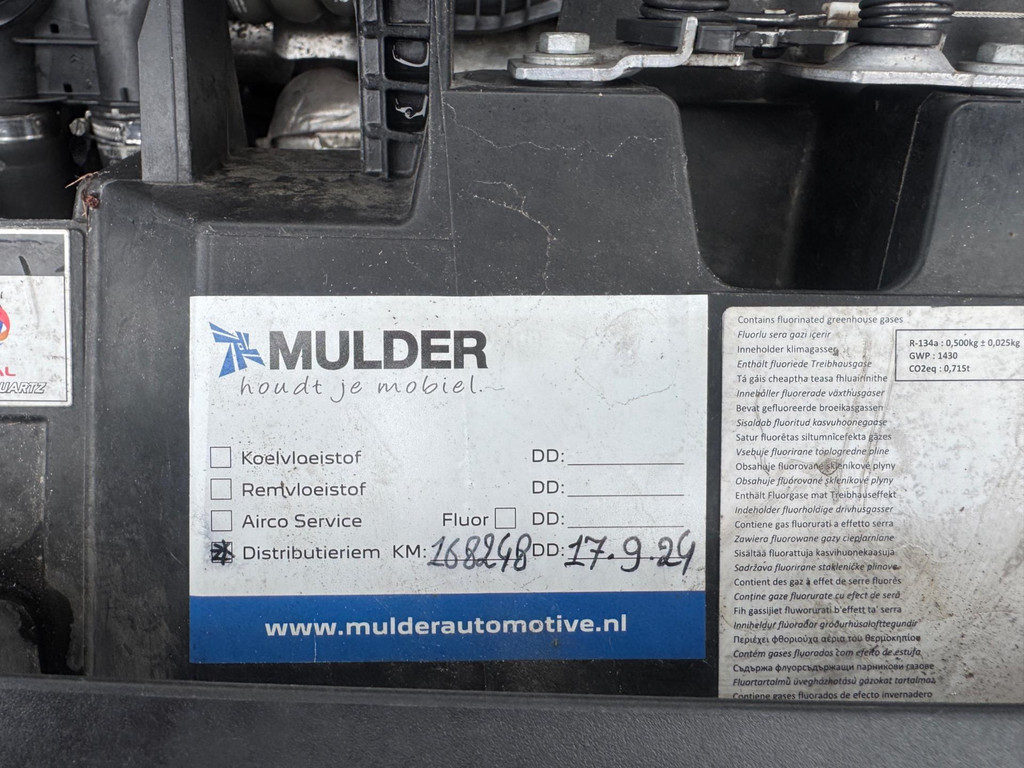 AL
UARTZ
MULDER
houdt je mobiel.
Koelvloeistof DD:
Remvloeistof DD:
Airco Service Fluor DD:
Distributieriem KM: 168248 DD: 17.9.24
www.mulderautomotive.nl
Contains fluorinated greenhouse gases
Fluorlu sera gazi içerir
Inneholder klimagasser
Enthält fluoriede Treibhausgase
Tá gáis cheaptha teasa fhluairinithe
Innehåller fluorerade växthusgaser
Bevat gefluoreerde broeikasgassen
Sisaldab fluoritud kasvuhoonegaase
Satur fluorētas siltumnīcefekta gāzes
Vsebuje fluorirane toplogredne pline
Obsahuje fluorované skleníkové plyny
Obsahuje fluórované skleníkové plyny
Enthält Fluorgase mat Treibhauseffekt
Indeholder fluorholdige drivhusgasser
Contiene gas fluorurati a effetto serra
Zawiera fluorowane gazy cieplarniane
Sisältää fluorattuja kasvihuonekaasuja
Sadržava fluorirane stakleničke plinove
Contient des gaz à effet de serre fluorés
Conține gaze fluorurate cu efect de seră
Fih gassijiet fluworurati b'effett ta' serra
Inniheldur flúoraðar gróðurhúsalofttegundir
Περιέχει φθοριούχα αέρια του θερμοκηπίου
Contém gases fluorados com efeito de estufa
Съдържа флуорсъдържащи парникови газове
Fluortartalmú üvegházhatású gázokat tartalmaz
Contiene gases fluorados de efecto invernadero
R-134a : 0,500kg ± 0,025kg
GWP : 1430
CO2eq : 0,715t